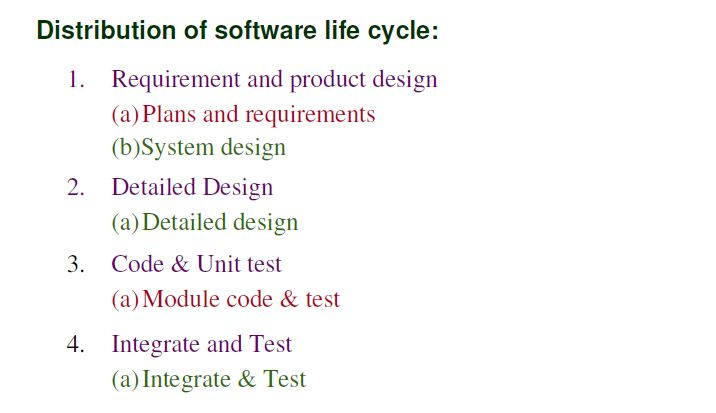 Distribution of software life cycle:
1. Requirement and product design
(a)Plans and requirements
(b)System design
2. Detailed Design
(a)Detailed design
3. Code & Unit test
(a)Module code & test
4. Integrate and Test
(a)Integrate & Test